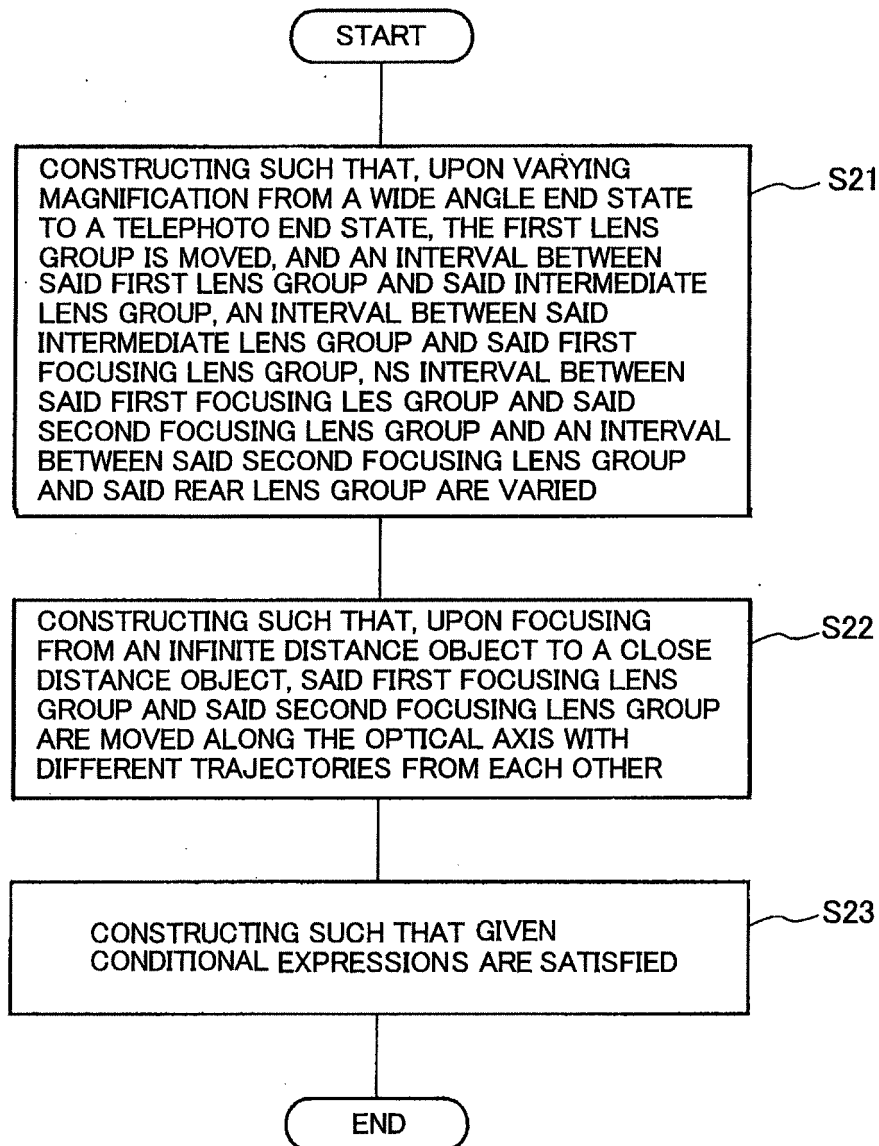 START
CONSTRUCTING SUCH THAT, UPON VARYING
MAGNIFICATION FROM A WIDE ANGLE END STATE
TO A TELEPHOTO END STATE, THE FIRST LENS
GROUP IS MOVED, AND AN INTERVAL BETWEEN
SAID FIRST LENS GROUP AND SAID INTERMEDIATE
LENS GROUP, AN INTERVAL BETWEEN SAID
INTERMEDIATE LENS GROUP AND SAID FIRST
FOCUSING LENS GROUP, NS INTERVAL BETWEEN
SAID FIRST FOCUSING LES GROUP AND SAID
SECOND FOCUSING LENS GROUP AND AN INTERVAL
BETWEEN SAID SECOND FOCUSING LENS GROUP
AND SAID REAR LENS GROUP ARE VARIED
S21
CONSTRUCTING SUCH THAT, UPON FOCUSING
FROM AN INFINITE DISTANCE OBJECT TO A CLOSE
DISTANCE OBJECT, SAID FIRST FOCUSING LENS
GROUP AND SAID SECOND FOCUSING LENS GROUP
ARE MOVED ALONG THE OPTICAL AXIS WITH
DIFFERENT TRAJECTORIES FROM EACH OTHER
S22
CONSTRUCTING SUCH THAT GIVEN
CONDITIONAL EXPRESSIONS ARE SATISFIED
S23
END